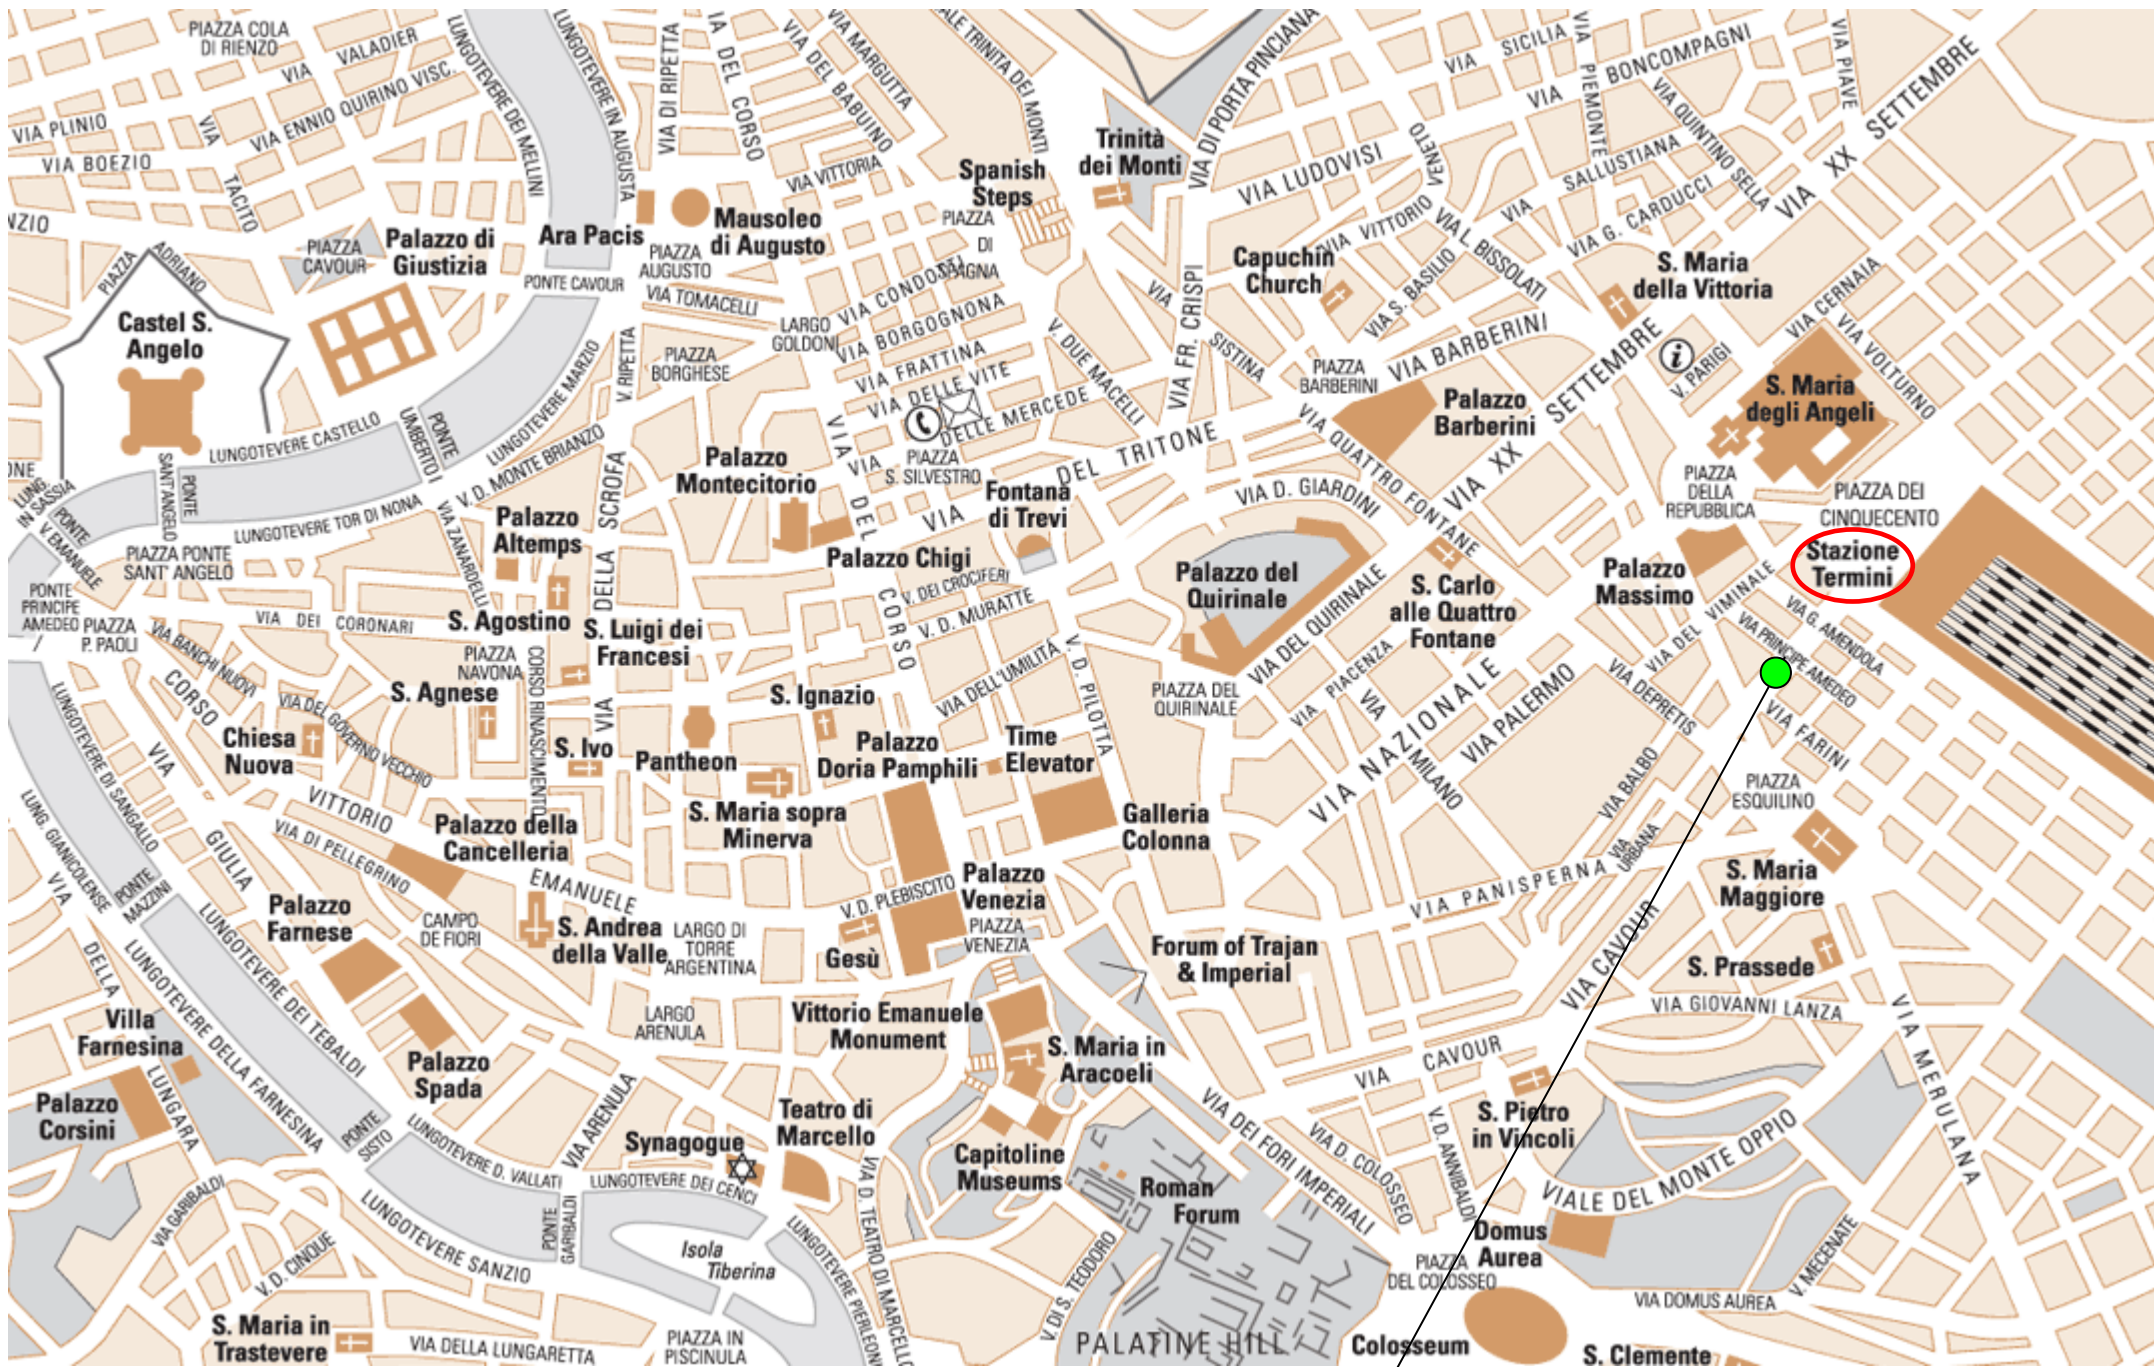 PIAZZA COLA
DI RIENZO
VIA VALADIER
VIA ENNIO QUIRINO VISC.
VIA PLINIO
VIA BOEZIO
VIA
TACITO
NZIO
LUNGOTEVERE DEI MELLINI
LUNGOTEVERE IN AUGUSTA
VIA DI RIPETTA
IA DEL CORSO
VIA DEL BABUINO
VIA MARGUTTA
ALE TRINITA DEI MONTI
VIA VITTORIA
Spanish
Steps
PIAZZA
DI
SPAGNA
Trinità
dei Monti
VIA DI PORTA PINCIANA
VIA LUDOVISI
VENETO
VIA SICILIA
VIA PIEMONTE
VIA BONCOMPAGNI
VIA QUINTINO SELLA
VIA PIAVE
VIA XX SETTEMBRE
VIA SALLUSTIANA
VIA G. CARDUCCI
VIA VITTORIO
VIA L. BISSOLATI
VIA S. BASILIO
Capuchin
Church
S. Maria
della Vittoria
VIA CERNAIA
VIA VOLTURNO
V. PARIGI
S. Maria
degli Angeli
PIAZZA
CAVOUR
Palazzo di
Giustizia
Ara Pacis
Mausoleo
di Augusto
PIAZZA
AUGUSTO
PONTE CAVOUR
VIA TOMACELLI
PIAZZA
ADRIANO
Castel S.
Angelo
LARGO
GOLDONI
VIA CONDOTTI
VIA BORGOGNONA
VIA FRATTINA
VIA DELLE VITE
VIA DELLE MERCEDE
V. DUE MACELLI
VIA SISTINA
VIA FR. CRISPI
PIAZZA
BARBERINI
VIA BARBERINI
Palazzo
Barberini
VIA XX SETTEMBRE
VIA QUATTRO FONTANE
V. RIPETTA
PIAZZA
BORGHESE
LUNGOTEVERE MARZIO
LUNGOTEVERE CASTELLO
PONTE
UMBERTO I
V. D. MONTE BRIANZO
PONTE
SANT'ANGELO
LUNGOTEVERE TOR DI NONA
VIA ZANARDELLI
ONE
LUNG.
IN SASSIA
PONTE
V. EMANUELE
Palazzo
Montecitorio
PIAZZA
S. SILVESTRO
VIA DEL TRITONE
Fontana
di Trevi
VIA D. GIARDINI
Palazzo
Altemps
VIA DELLA SCROFA
Palazzo Chigi
VIA DEL CORSO
V. DEI CROCIFERI
V. D. MURATTE
Palazzo del
Quirinale
VIA DEL QUIRINALE
S. Carlo
alle Quattro
Fontane
Palazzo
Massimo
PIAZZA
DELLA
REPUBBLICA
PIAZZA DEI
CINQUECENTO
Stazione
Termini
VIA DEL VIMINALE
VIA G. AMENDOLA
VIA PRINCIPE AMEDEO
VIA DEPRETIS
VIA FARINI
PIAZZA PONTE
SANT' ANGELO
PONTE
PRINCIPE
AMEDEO
PIAZZA
P. PAOLI
VIA DEI CORONARI
VIA BANCHI NUOVI
S. Agostino
S. Luigi dei
Francesi
PIAZZA
NAVONA
S. Agnese
CORSO RINASCIMENTO
VIA DEL GOVERNO VECCHIO
Chiesa
Nuova
S. Ivo
Pantheon
S. Ignazio
Palazzo
Doria Pamphili
VIA DELL'UMILITÀ
V. D. PILOTTA
Time
Elevator
PIAZZA DEL
QUIRINALE
VIA PIACENZA
VIA MILANO
VIA NAZIONALE
VIA PALERMO
VIA BALBO
VIA
URBANA
PIAZZA
ESQUILINO
S. Maria
Maggiore
CORSO VITTORIO EMANUELE
VIA GIULIA
VIA DI PELLEGRINO
Palazzo della
Cancelleria
S. Maria sopra
Minerva
Galleria
Colonna
LUNGOTEVERE DI SANGALLO
LUNG. GIANICOLENSE
PONTE
MAZZINI
Palazzo
Farnese
CAMPO
DE FIORI
S. Andrea
della Valle
LARGO DI
TORRE
ARGENTINA
V. D. PLEBISCITO
Gesù
Palazzo
Venezia
PIAZZA
VENEZIA
Forum of Trajan
& Imperial
VIA PANISPERNA
VIA CAVOUR
S. Prassede
VIA GIOVANNI LANZA
VIA MERULANA
VIA DELLA LUNGARA
LUNGOTEVERE DELLA FARNESINA
LUNGOTEVERE DEI TEBALDI
Villa
Farnesina
Palazzo
Corsini
Palazzo
Spada
LARGO
ARENULA
Vittorio Emanuele
Monument
S. Maria in
Aracoeli
VIA CAVOUR
S. Pietro
in Vincoli
VIALE DEL MONTE OPPIO
PONTE
SISTO
LUNGOTEVERE D. VALLATI
VIA ARENULA
Synagogue
Teatro di
Marcello
LUNGOTEVERE DEI CENCI
VIA D. TEATRO DI MARCELLO
Capitoline
Museums
VIA DEI FORI IMPERIALI
VIA D. COLOSSEO
V. D. ANNIBALDI
Roman
Forum
Domus
Aurea
PIAZZA
DEL COLOSSEO
VIA DOMUS AUREA
V. MECENATE
VIA GARIBALDI
V. D. CINQUE
LUNGOTEVERE SANZIO
PONTE
GARIBALDI
Isola
Tiberina
LUNGOTEVERE PIERLEONI
V. DI S. TEODORO
PALATINE HILL
Colosseum
S. Clemente
S. Maria in
Trastevere
VIA DELLA LUNGARETTA
PIAZZA IN
PISCINULA